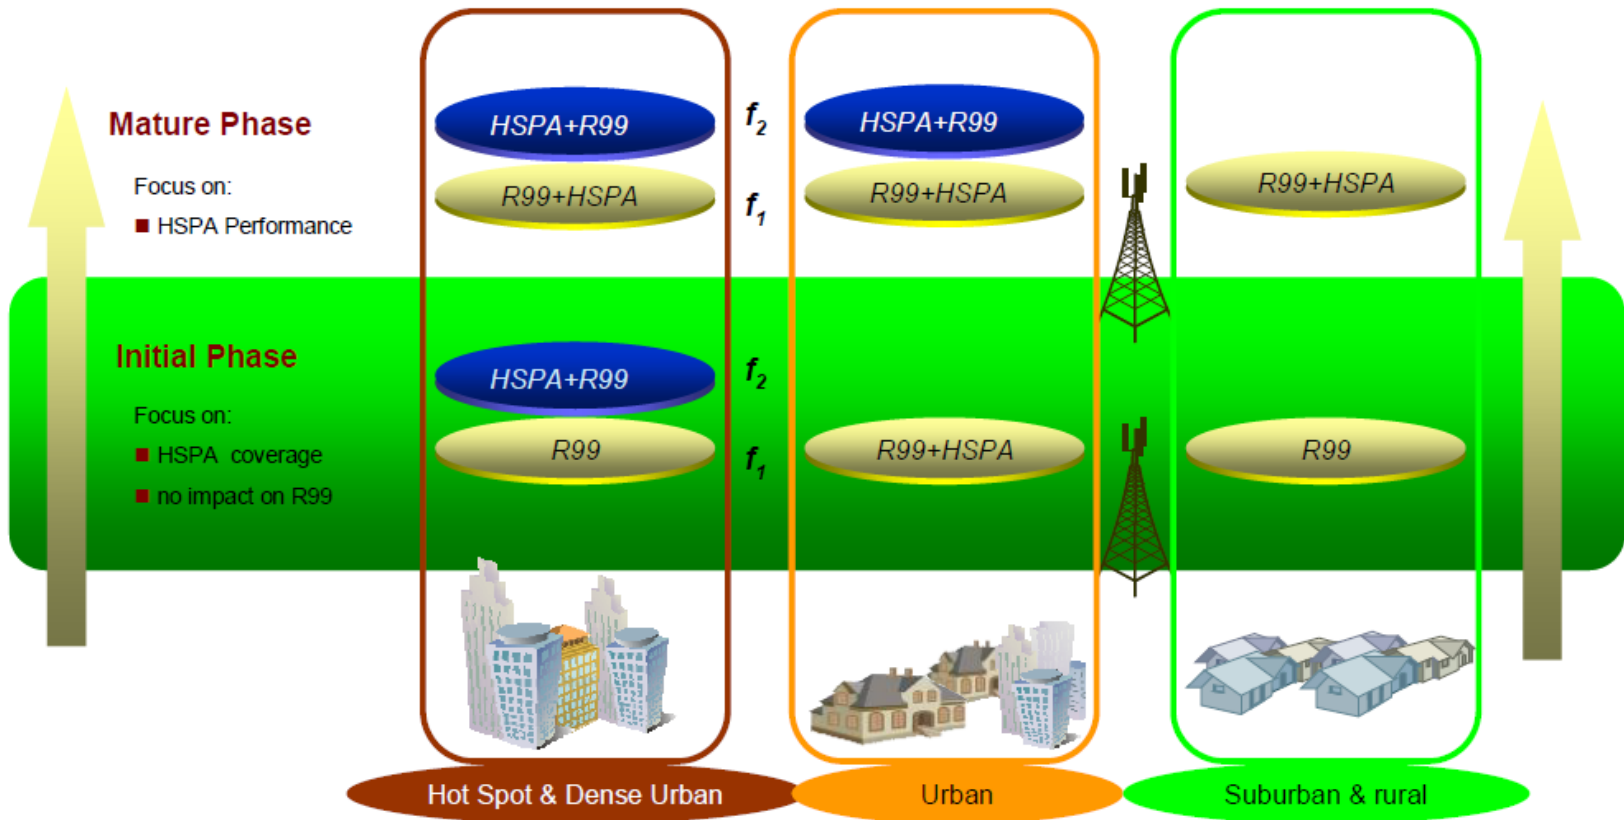 Mature Phase
Focus on:
HSPA Performance
HSPA+R99
f2
HSPA+R99
R99+HSPA
f1
R99+HSPA
R99+HSPA
Initial Phase
Focus on:
HSPA coverage
no impact on R99
HSPA+R99
f2
R99
f1
R99+HSPA
R99
Hot Spot & Dense Urban
Urban
Suburban & rural